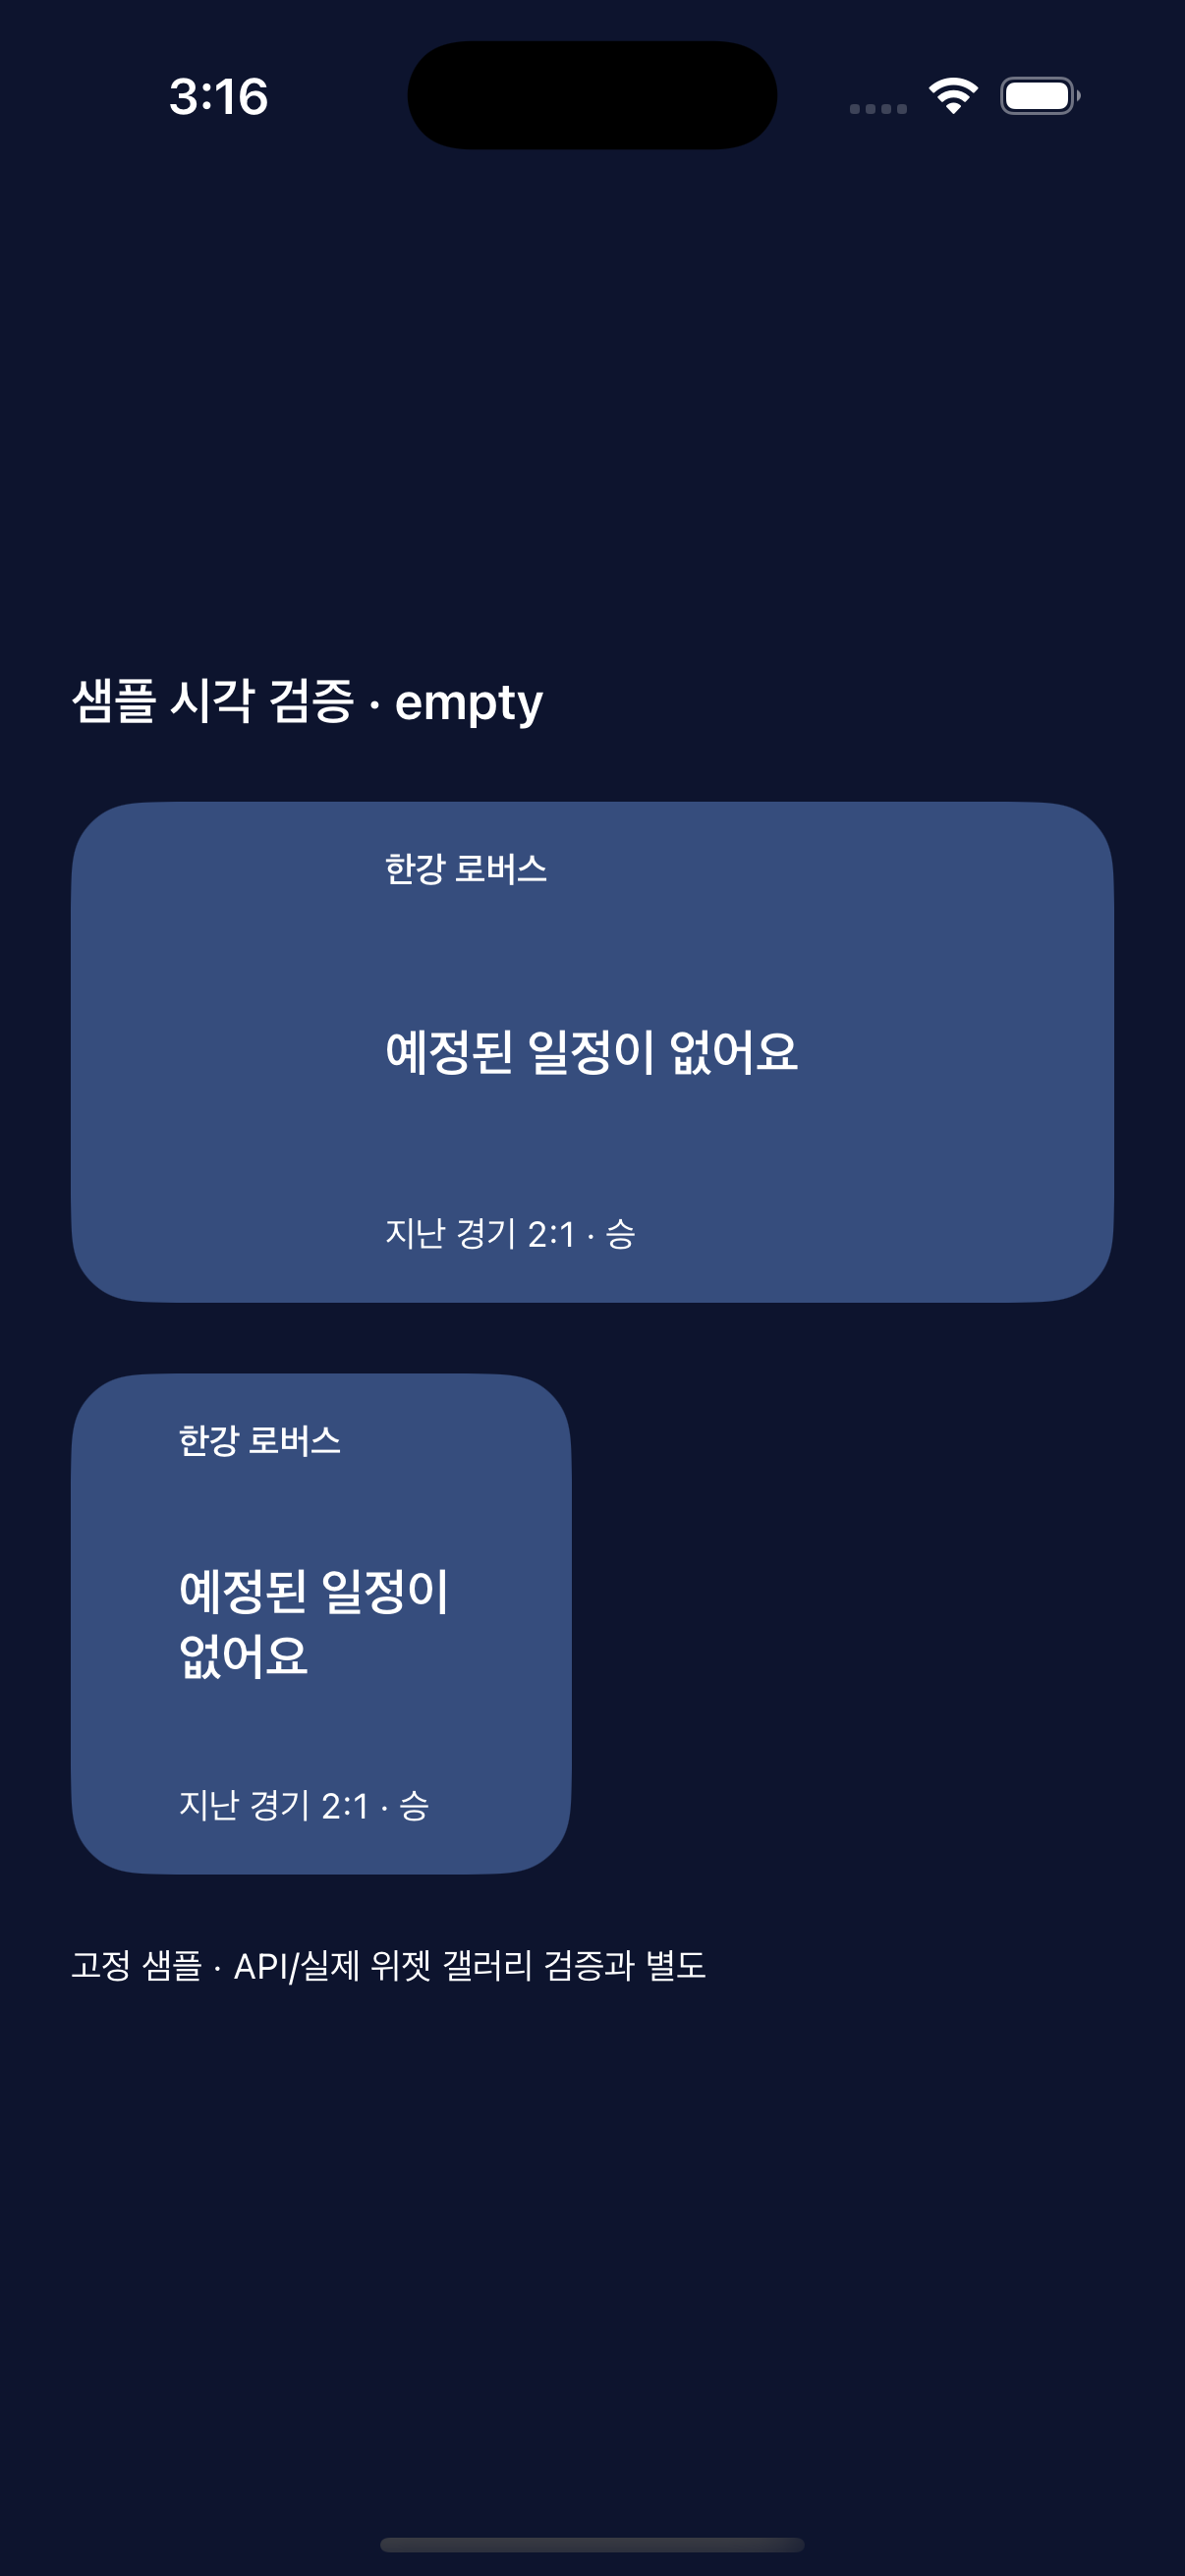 3:16
샘플 시각 검증 · empty
한강 로버스
예정된 일정이 없어요
지난 경기 2:1 · 승
한강 로버스
예정된 일정이
없어요
지난 경기 2:1 · 승
고정 샘플 · API/실제 위젯 갤러리 검증과 별도